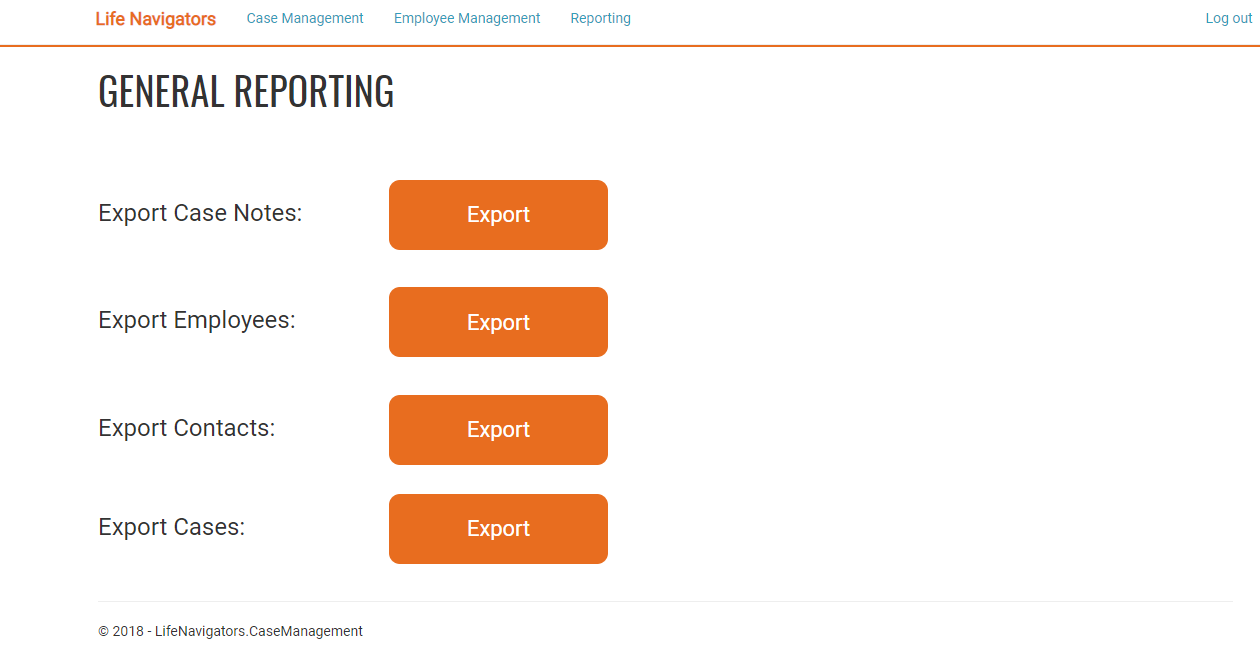 Life Navigators Case Management Employee Management Reporting Log out
GENERAL REPORTING
Export Case Notes: Export
Export Employees: Export
Export Contacts: Export
Export Cases: Export
© 2018 - LifeNavigators.CaseManagement